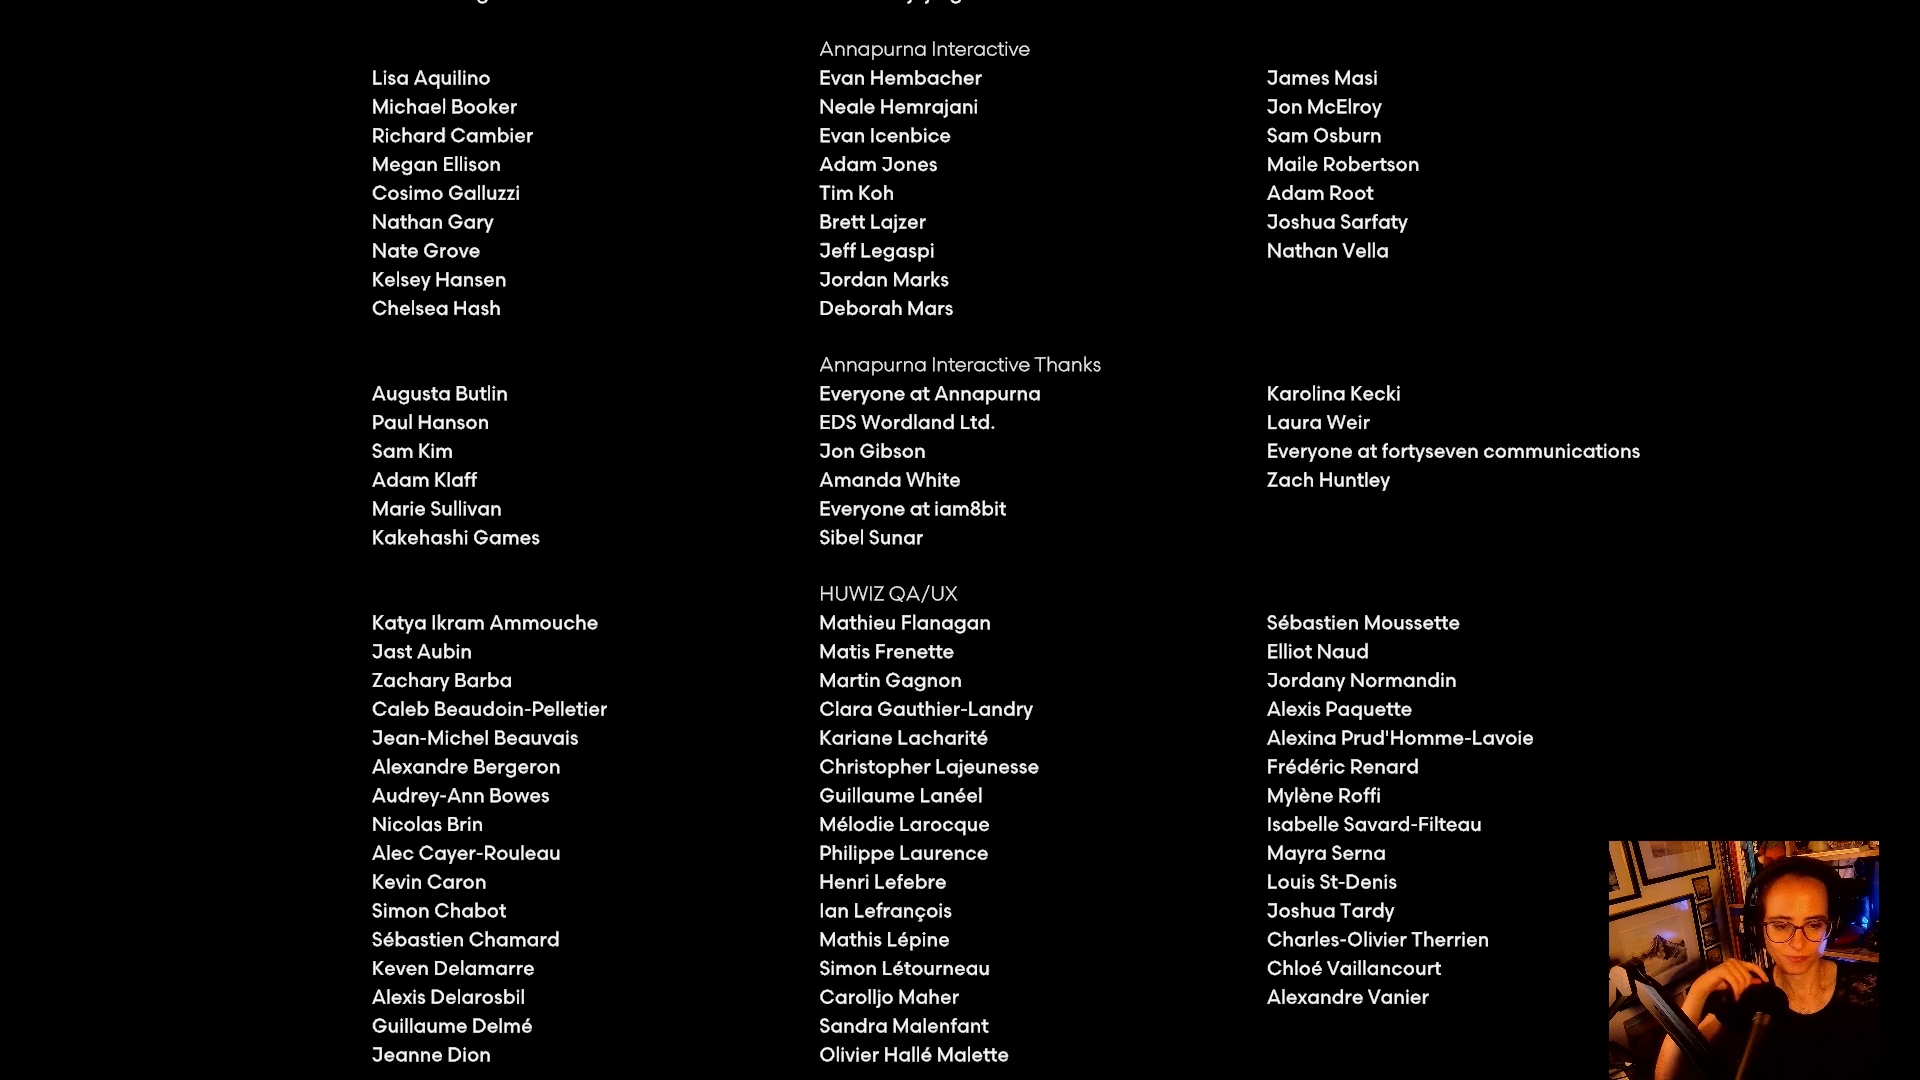 Annapurna Interactive
Lisa Aquilino Evan Hembacher James Masi
Michael Booker Neale Hemrajani Jon McElroy
Richard Cambier Evan Icenbice Sam Osburn
Megan Ellison Adam Jones Maile Robertson
Cosimo Galluzzi Tim Koh Adam Root
Nathan Gary Brett Lajzer Joshua Sarfaty
Nate Grove Jeff Legaspi Nathan Vella
Kelsey Hansen Jordan Marks
Chelsea Hash Deborah Mars
Annapurna Interactive Thanks
Augusta Butlin Everyone at Annapurna Karolina Kecki
Paul Hanson EDS Wordland Ltd. Laura Weir
Sam Kim Jon Gibson Everyone at fortyseven communications
Adam Klaff Amanda White Zach Huntley
Marie Sullivan Everyone at iam8bit
Kakehashi Games Sibel Sunar
HUWIZ QA/UX
Katya Ikram Ammouche Mathieu Flanagan Sébastien Moussette
Jast Aubin Matis Frenette Elliot Naud
Zachary Barba Martin Gagnon Jordany Normandin
Caleb Beaudoin-Pelletier Clara Gauthier-Landry Alexis Paquette
Jean-Michel Beauvais Kariane Lacharité Alexina Prud'Homme-Lavoie
Alexandre Bergeron Christopher Lajeunesse Frédéric Renard
Audrey-Ann Bowes Guillaume Lanéel Mylène Roffi
Nicolas Brin Mélodie Larocque Isabelle Savard-Filteau
Alec Cayer-Rouleau Philippe Laurence Mayra Serna
Kevin Caron Henri Lefebre Louis St-Denis
Simon Chabot Ian Lefrançois Joshua Tardy
Sébastien Chamard Mathis Lépine Charles-Olivier Therrien
Keven Delamarre Simon Létourneau Chloé Vaillancourt
Alexis Delarosbil Carolljo Maher Alexandre Vanier
Guillaume Delmé Sandra Malenfant
Jeanne Dion Olivier Hallé Malette